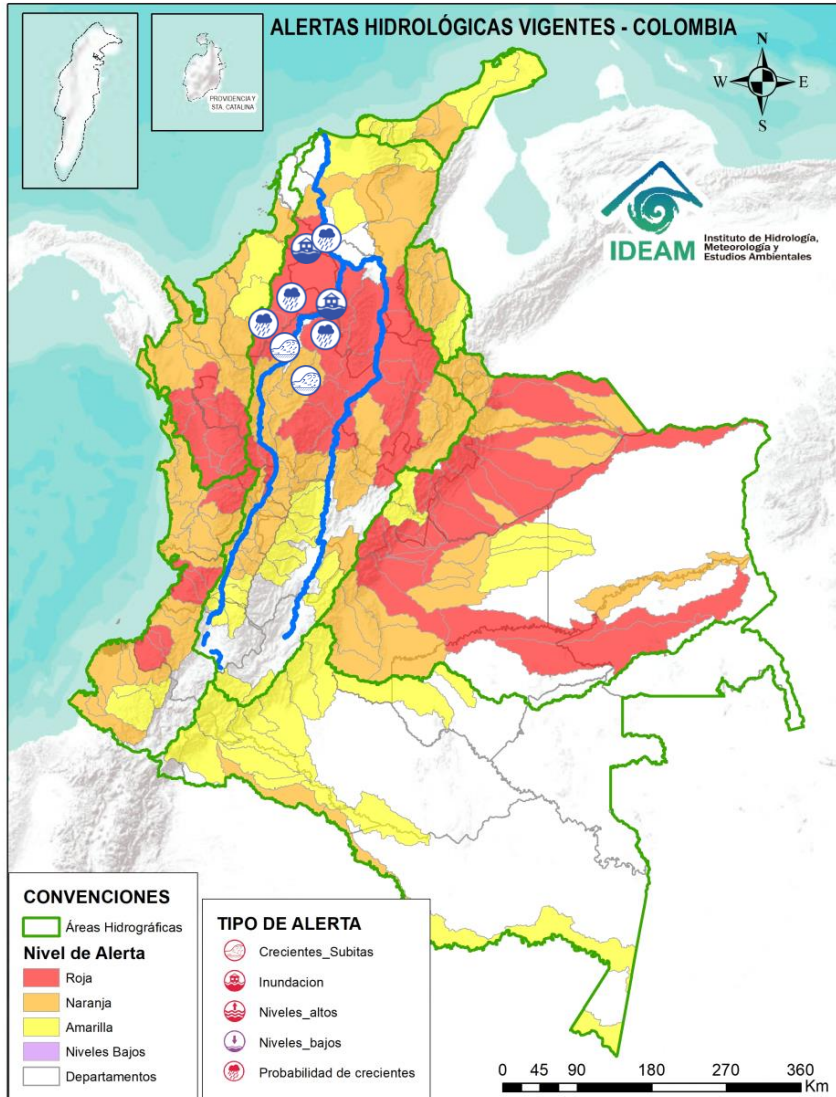 ALERTAS HIDROLÓGICAS VIGENTES - COLOMBIA
PROVIDENCIA Y
STA. CATALINA
N
W
E
S
IDEAM
Instituto de Hidrología,
Meteorología y
Estudios Ambientales
CONVENCIONES
Áreas Hidrográficas
Nivel de Alerta
Roja
Naranja
Amarilla
Niveles Bajos
Departamentos
TIPO DE ALERTA
Crecientes_Subitas
Inundacion
Niveles_altos
Niveles_bajos
Probabilidad de crecientes
0 45 90 180 270 360
Km